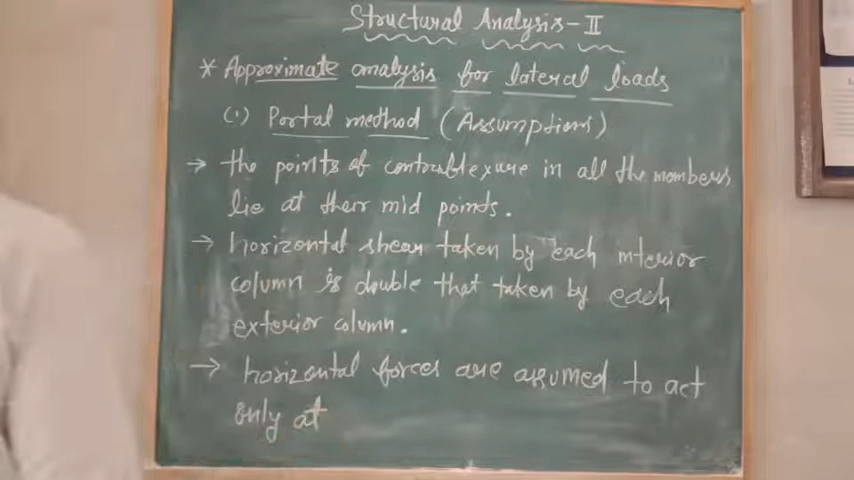 Structural Analysis-II
* Approximate analysis for lateral loads
(1) Portal method (Assumptions)
→ the points of contraflexure in all the members
lie at their mid points.
→ horizontal shear taken by each interior
column is double that taken by each
exterior column.
→ horizontal forces are assumed to act
only at